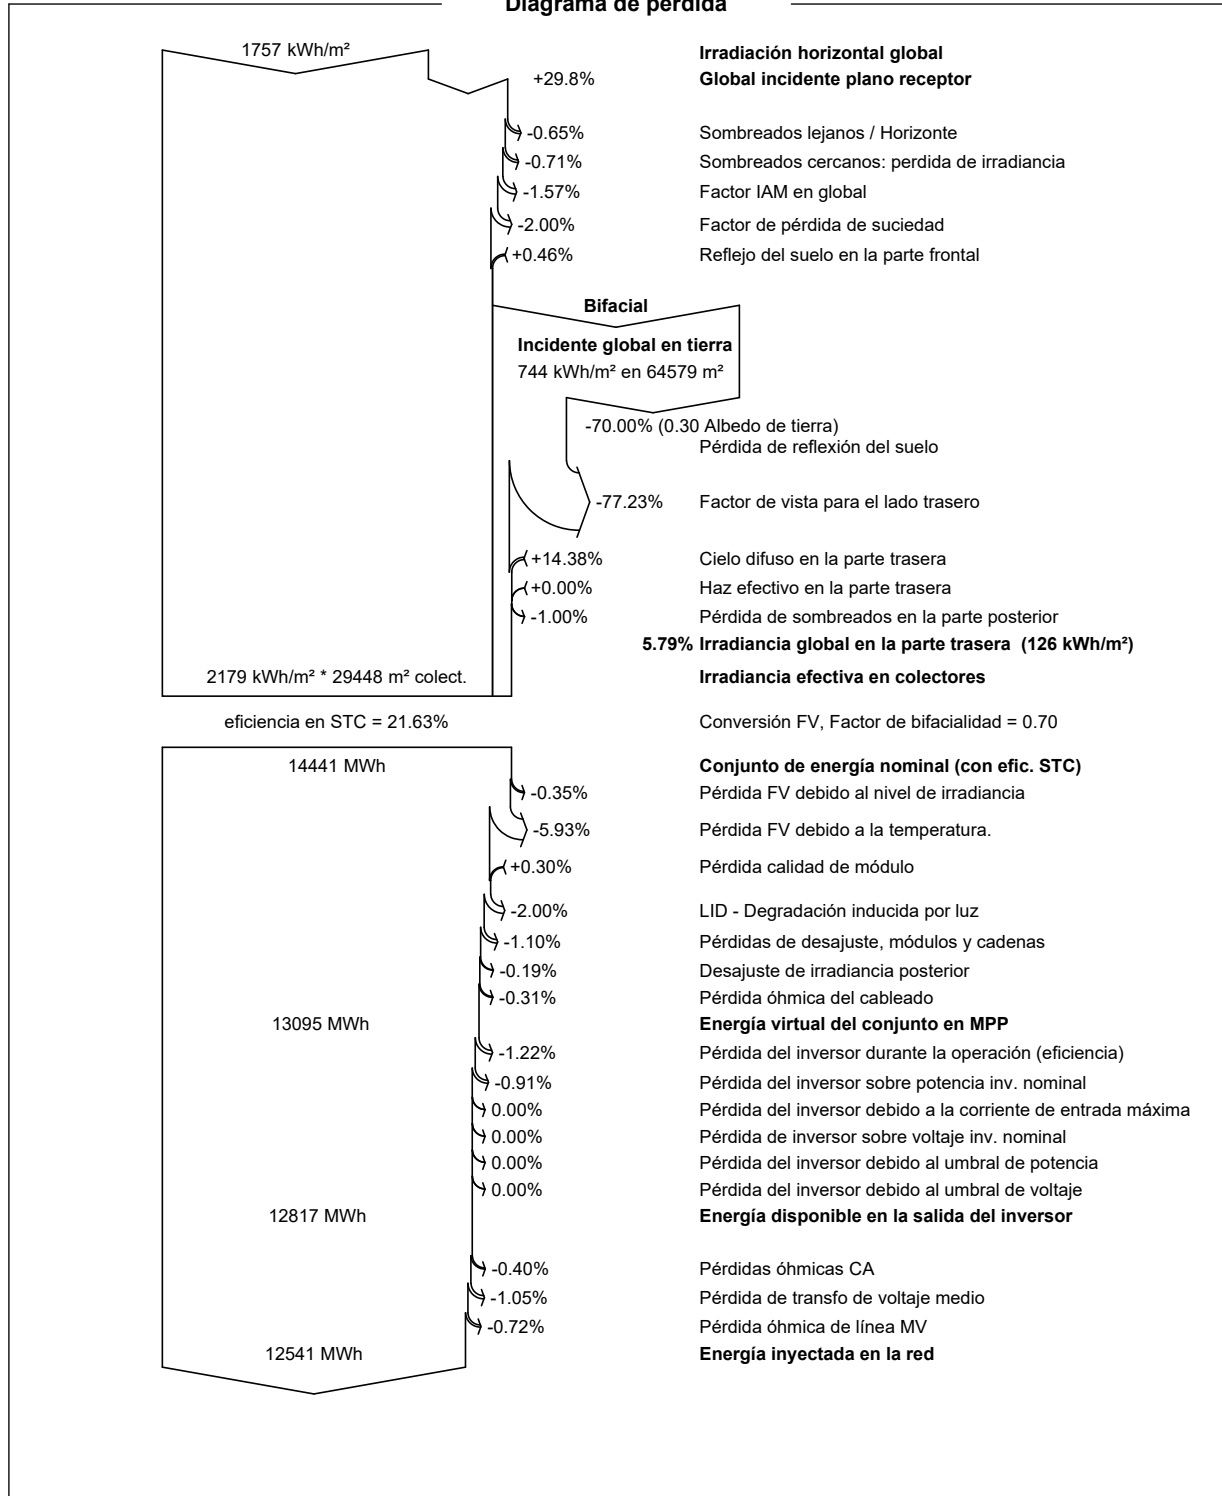 Diagrama de pérdida
1757 kWh/m² Irradiación horizontal global
+29.8% Global incidente plano receptor
-0.65% Sombreados lejanos / Horizonte
-0.71% Sombreados cercanos: perdida de irradiancia
-1.57% Factor IAM en global
-2.00% Factor de pérdida de suciedad
+0.46% Reflejo del suelo en la parte frontal
Bifacial
Incidente global en tierra
744 kWh/m² en 64579 m²
-70.00% (0.30 Albedo de tierra)
Pérdida de reflexión del suelo
-77.23% Factor de vista para el lado trasero
+14.38% Cielo difuso en la parte trasera
+0.00% Haz efectivo en la parte trasera
-1.00% Pérdida de sombreados en la parte posterior
5.79% Irradiancia global en la parte trasera (126 kWh/m²)
2179 kWh/m² * 29448 m² colect. Irradiancia efectiva en colectores
eficiencia en STC = 21.63% Conversión FV, Factor de bifacialidad = 0.70
14441 MWh Conjunto de energía nominal (con efic. STC)
-0.35% Pérdida FV debido al nivel de irradiancia
-5.93% Pérdida FV debido a la temperatura.
+0.30% Pérdida calidad de módulo
-2.00% LID - Degradación inducida por luz
-1.10% Pérdidas de desajuste, módulos y cadenas
-0.19% Desajuste de irradiancia posterior
-0.31% Pérdida óhmica del cableado
13095 MWh Energía virtual del conjunto en MPP
-1.22% Pérdida del inversor durante la operación (eficiencia)
-0.91% Pérdida del inversor sobre potencia inv. nominal
0.00% Pérdida del inversor debido a la corriente de entrada máxima
0.00% Pérdida de inversor sobre voltaje inv. nominal
0.00% Pérdida del inversor debido al umbral de potencia
0.00% Pérdida del inversor debido al umbral de voltaje
12817 MWh Energía disponible en la salida del inversor
-0.40% Pérdidas óhmicas CA
-1.05% Pérdida de transfo de voltaje medio
-0.72% Pérdida óhmica de línea MV
12541 MWh Energía inyectada en la red